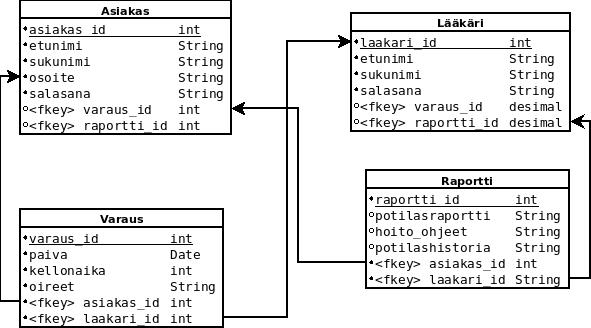 Asiakas
asiakas_id int
etunimi String
sukunimi String
osoite String
salasana String
<fkey> varaus_id int
<fkey> raportti_id int
Lääkäri
laakari_id int
etunimi String
sukunimi String
salasana String
<fkey> varaus_id desimal
<fkey> raportti_id desimal
Varaus
varaus_id int
paiva Date
kellonaika int
oireet String
<fkey> asiakas_id int
<fkey> laakari_id int
Raportti
raportti_id int
potilasraportti String
hoito_ohjeet String
potilashistoria String
<fkey> asiakas_id int
<fkey> laakari_id String